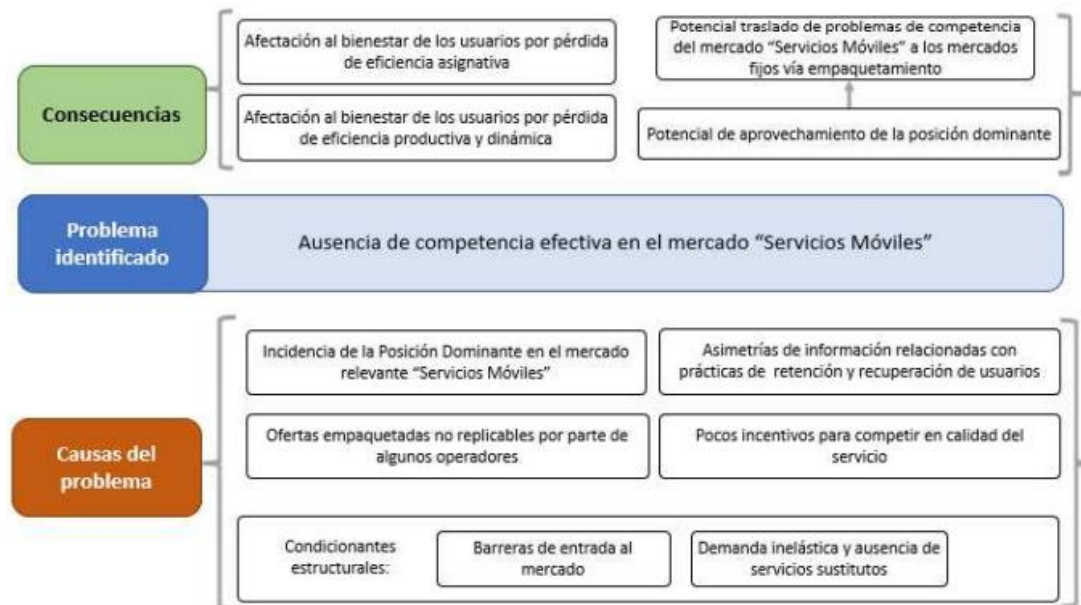 Consecuencias
Afectación al bienestar de los usuarios por pérdida
de eficiencia asignativa
Afectación al bienestar de los usuarios por pérdida
de eficiencia productiva y dinámica
Potencial traslado de problemas de competencia
del mercado “Servicios Móviles” a los mercados
fijos vía empaquetamiento
Potencial de aprovechamiento de la posición dominante
Problema
identificado
Ausencia de competencia efectiva en el mercado “Servicios Móviles”
Causas del
problema
Incidencia de la Posición Dominante en el mercado
relevante “Servicios Móviles”
Asimetrías de información relacionadas con
prácticas de retención y recuperación de usuarios
Ofertas empaquetadas no replicables por parte de
algunos operadores
Pocos incentivos para competir en calidad del
servicio
Condicionantes
estructurales:
Barreras de entrada al
mercado
Demanda inelástica y ausencia de
servicios sustitutos